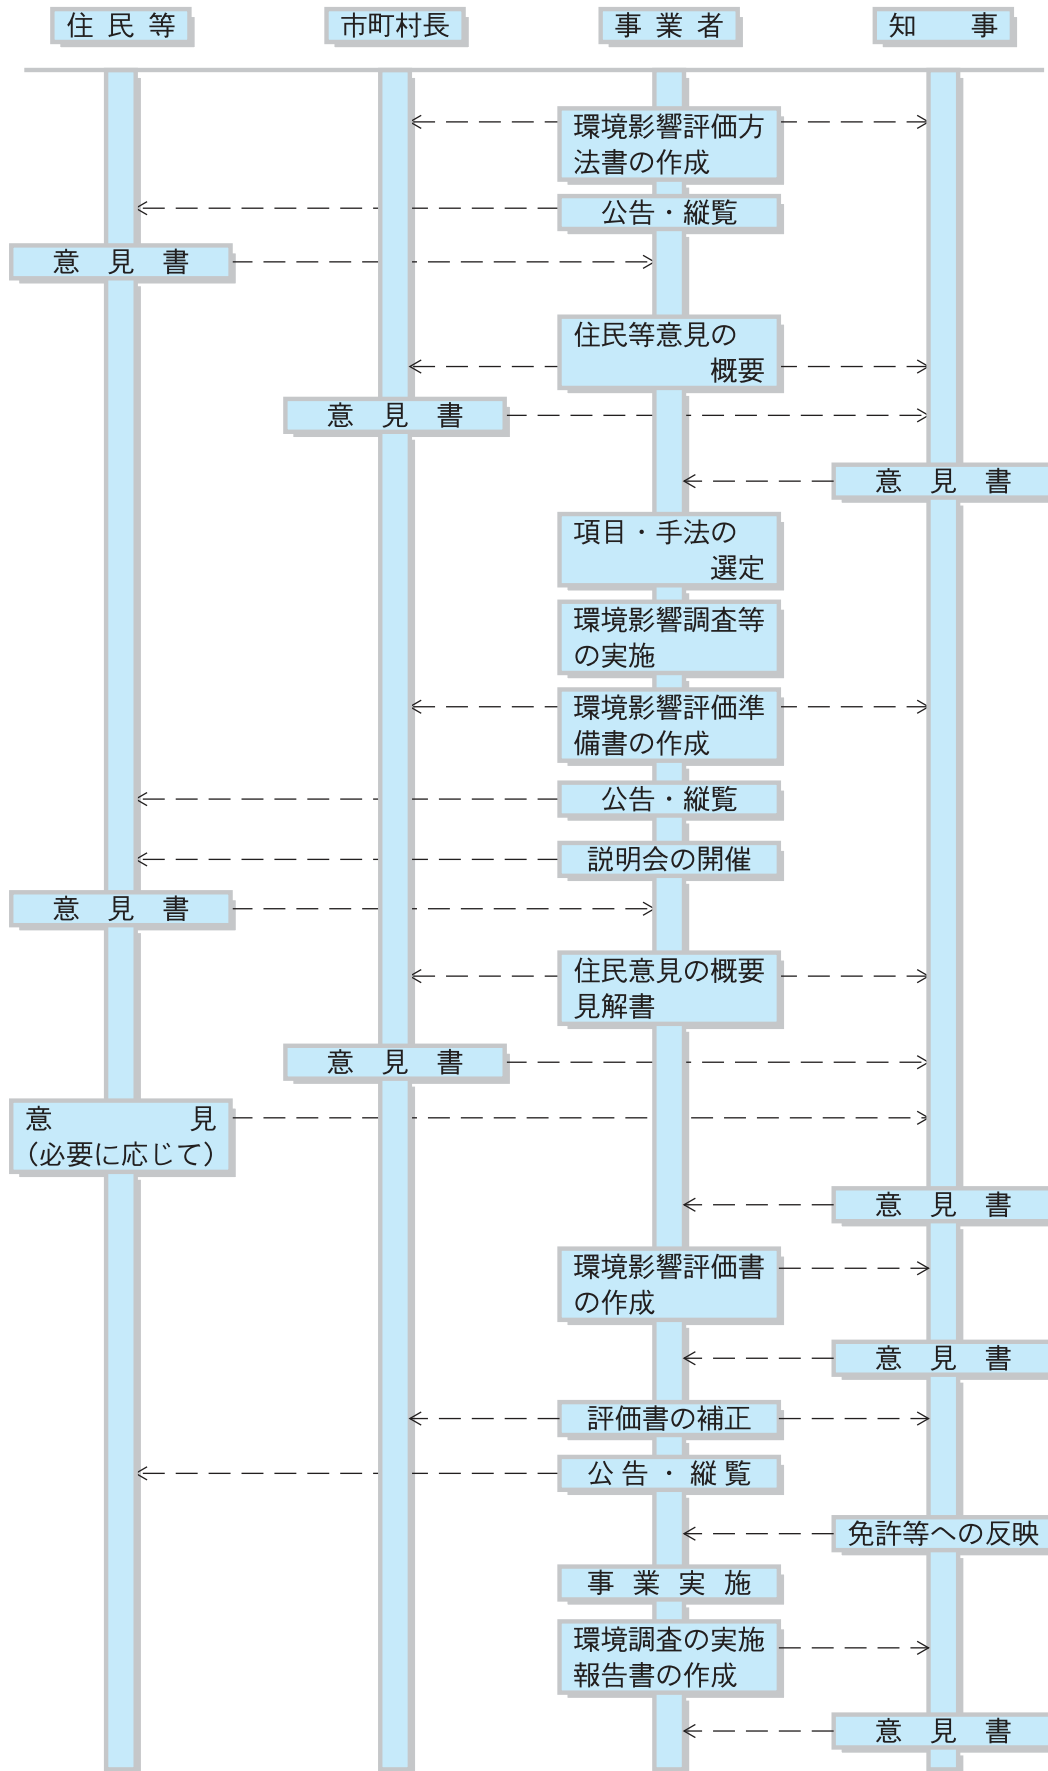 住民等
市町村長
事業者
知事
環境影響評価方
法書の作成
公告・縦覧
意見書
住民等意見の
概要
意見書
意見書
項目・手法の
選定
環境影響調査等
の実施
環境影響評価準
備書の作成
公告・縦覧
説明会の開催
意見書
住民意見の概要
見解書
意見書
意見
（必要に応じて）
意見書
環境影響評価書
の作成
意見書
評価書の補正
公告・縦覧
免許等への反映
事業実施
環境調査の実施
報告書の作成
意見書